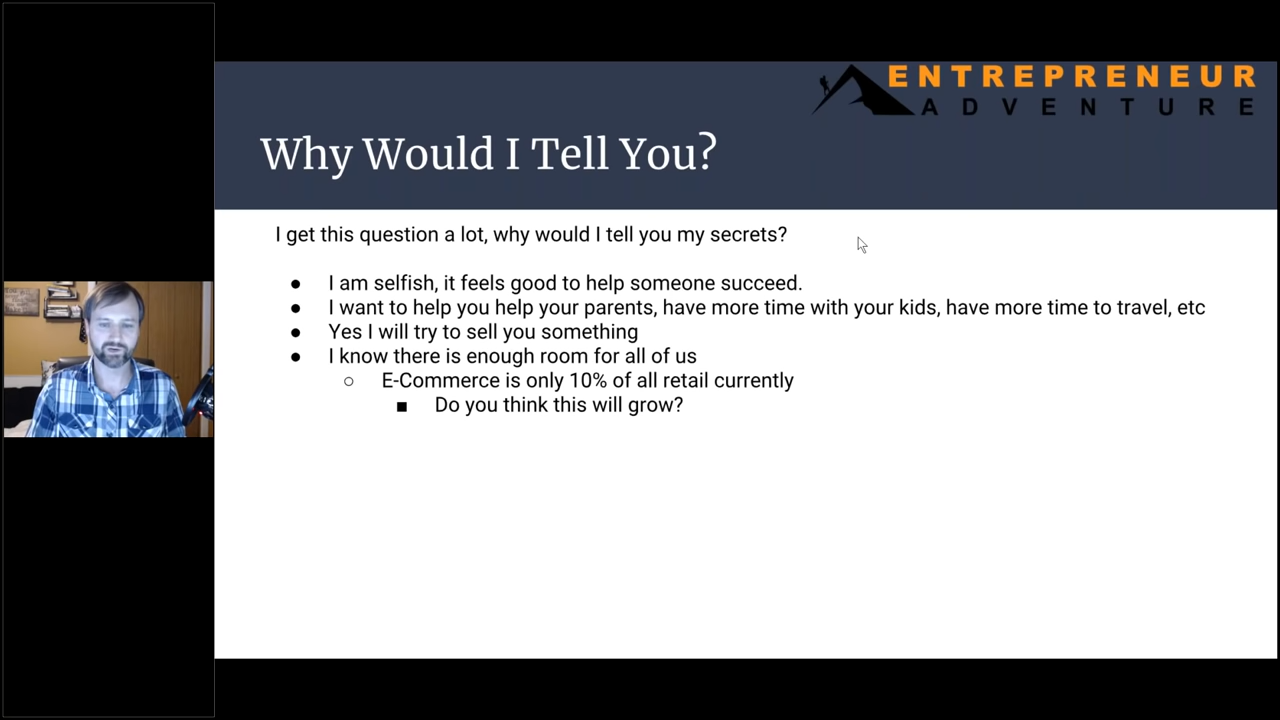 ENTREPRENEUR
ADVENTURE
Why Would I Tell You?
I get this question a lot, why would I tell you my secrets?
● I am selfish, it feels good to help someone succeed.
● I want to help you help your parents, have more time with your kids, have more time to travel, etc
● Yes I will try to sell you something
● I know there is enough room for all of us
○ E-Commerce is only 10% of all retail currently
■ Do you think this will grow?